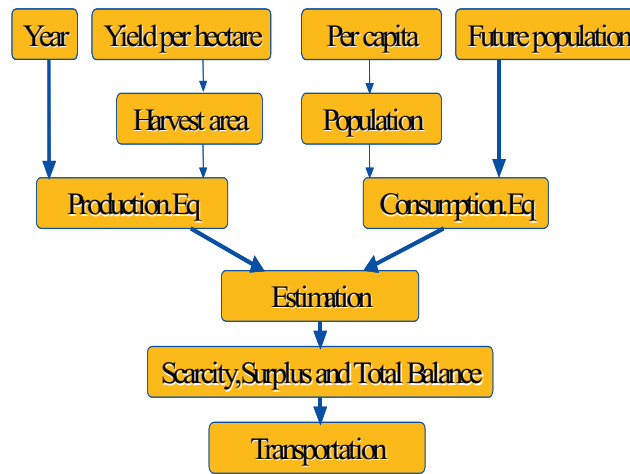 Year
Yield per hectare
Per capita
Future population
Harvest area
Population
Production.Eq
Consumption.Eq
Estimation
Scarcity,Surplus and Total Balance
Transportation